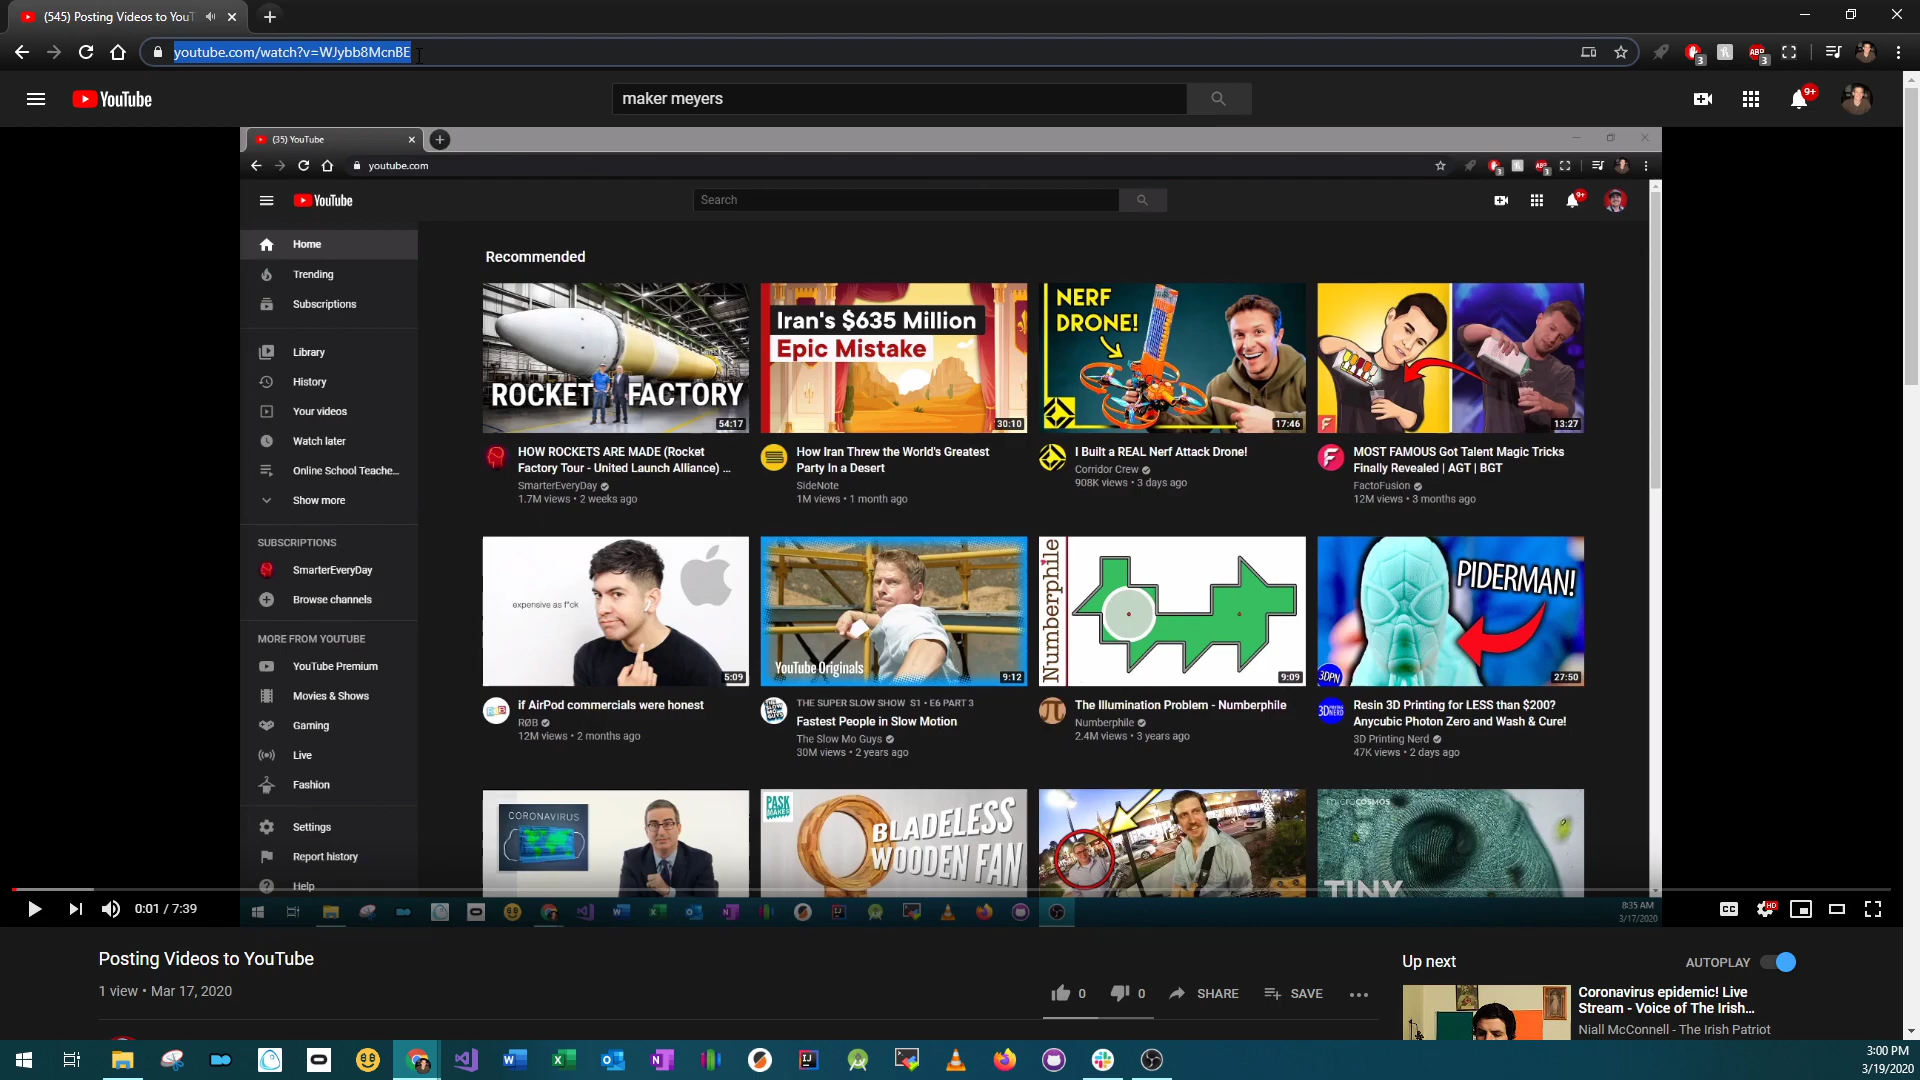 (545) Posting Videos to YouT
youtube.com/watch?v=WJybb8McnBE
3
3
YouTube
maker meyers
9+
(35) YouTube
youtube.com
3
3
YouTube
Search
9+
Home
Trending
Subscriptions
Library
History
Your videos
Watch later
Online School Teache...
Show more
SUBSCRIPTIONS
SmarterEveryDay
Browse channels
MORE FROM YOUTUBE
YouTube Premium
Movies & Shows
Gaming
Live
Fashion
Settings
Report history
Help
Recommended
ROCKET FACTORY
54:17
HOW ROCKETS ARE MADE (Rocket
Factory Tour - United Launch Alliance) ...
SmarterEveryDay
1.7M views • 2 weeks ago
Iran's $635 Million
Epic Mistake
30:10
How Iran Threw the World's Greatest
Party In a Desert
SideNote
1M views • 1 month ago
NERF
DRONE!
17:46
I Built a REAL Nerf Attack Drone!
Corridor Crew
908K views • 3 days ago
13:27
MOST FAMOUS Got Talent Magic Tricks
Finally Revealed | AGT | BGT
FactoFusion
12M views • 3 months ago
expensive as f*ck
5:09
if AirPod commercials were honest
RØB
12M views • 2 months ago
YouTube Originals
9:12
THE SUPER SLOW SHOW S1 • E6 PART 3
Fastest People in Slow Motion
The Slow Mo Guys
30M views • 2 years ago
Numberphile
9:09
The Illumination Problem - Numberphile
Numberphile
2.4M views • 3 years ago
PIDERMAN!
3DPN
27:50
Resin 3D Printing for LESS than $200?
Anycubic Photon Zero and Wash & Cure!
3D Printing Nerd
47K views • 2 days ago
CORONAVIRUS
PASK
MAKES
BLADELESS
WOODEN FAN
MICROCOSMOS
TINY
0:01 / 7:39
8:35 AM
3/17/2020
CC
HD
Posting Videos to YouTube
1 view • Mar 17, 2020
0
0
SHARE
SAVE
Up next
AUTOPLAY
Coronavirus epidemic! Live
Stream - Voice of The Irish...
Niall McConnell - The Irish Patriot
3:00 PM
3/19/2020